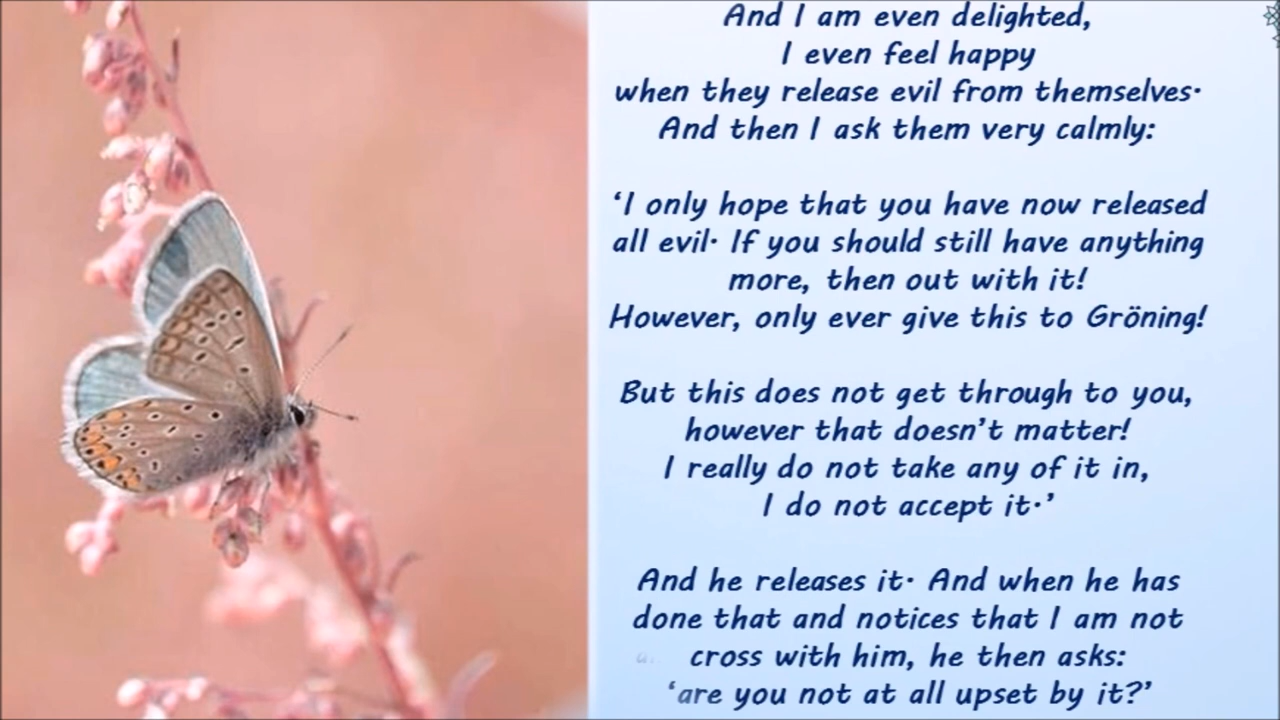 And I am even delighted,
I even feel happy
when they release evil from themselves·
And then I ask them very calmly:
‘I only hope that you have now released
all evil· If you should still have anything
more, then out with it!
However, only ever give this to Gröning!
But this does not get through to you,
however that doesn’t matter!
I really do not take any of it in,
I do not accept it·’
And he releases it· And when he has
done that and notices that I am not
cross with him, he then asks:
‘are you not at all upset by it?’